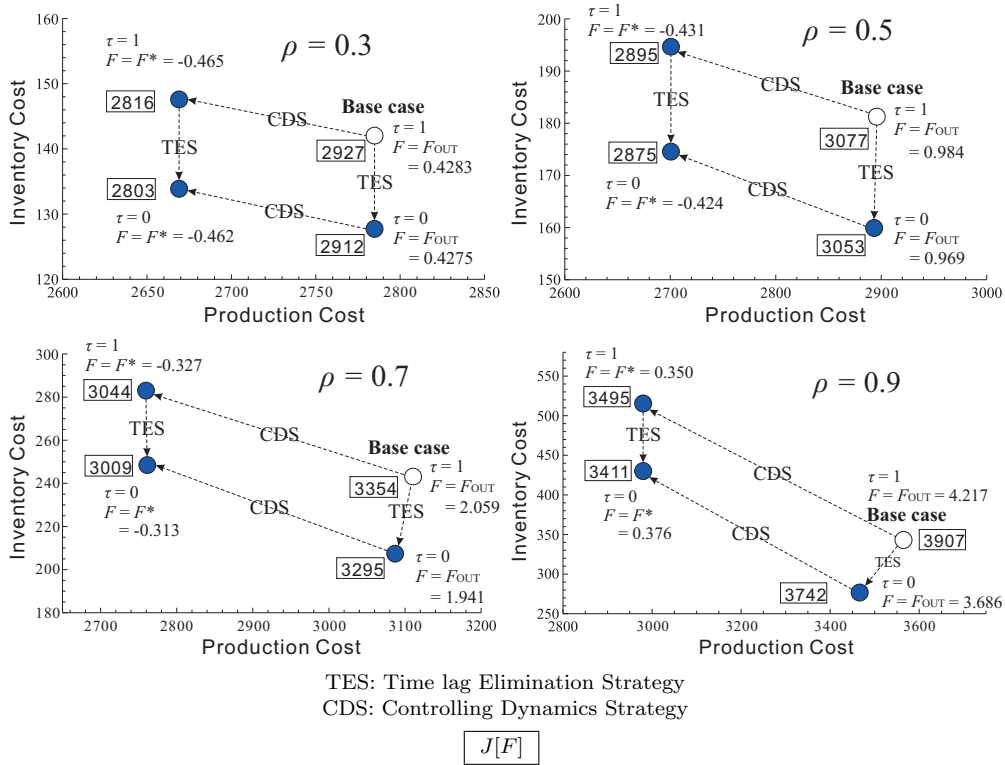 ρ = 0.3
Inventory Cost
160
150
140
130
120
2600 2650 2700 2750 2800 2850
Production Cost
τ = 1
F = F* = -0.465
2816
CDS
Base case
τ = 1
F = FOUT
= 0.4283
2927
TES
TES
2803
τ = 0
F = F* = -0.462
CDS
2912
τ = 0
F = FOUT
= 0.4275
ρ = 0.5
Inventory Cost
200
190
180
170
160
150
2600 2700 2800 2900 3000
Production Cost
τ = 1
F = F* = -0.431
2895
CDS
Base case
τ = 1
F = FOUT
= 0.984
3077
TES
TES
2875
τ = 0
F = F* = -0.424
CDS
3053
τ = 0
F = FOUT
= 0.969
ρ = 0.7
Inventory Cost
300
280
260
240
220
200
180
2700 2800 2900 3000 3100 3200
Production Cost
τ = 1
F = F* = -0.327
3044
TES
CDS
Base case
τ = 1
F = FOUT
= 2.059
3354
TES
3009
τ = 0
F = F*
= -0.313
CDS
3295
τ = 0
F = FOUT
= 1.941
ρ = 0.9
Inventory Cost
550
500
450
400
350
300
250
2800 3000 3200 3400 3600
Production Cost
τ = 1
F = F* = 0.350
3495
TES
CDS
τ = 1
F = FOUT = 4.217
Base case
3907
TES
3411
τ = 0
F = F*
= 0.376
CDS
3742
τ = 0
F = FOUT = 3.686
TES: Time lag Elimination Strategy
CDS: Controlling Dynamics Strategy
J[F]